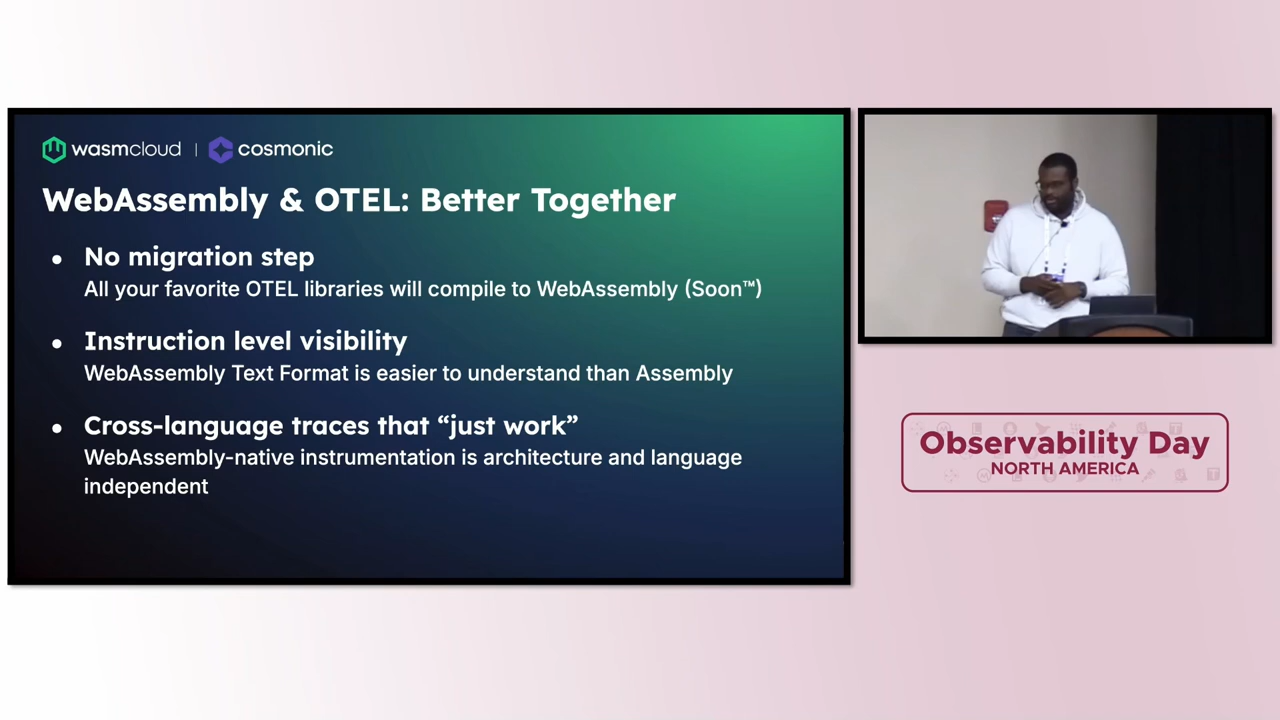 wasmcloud | cosmonic
WebAssembly & OTEL: Better Together
• No migration step
All your favorite OTEL libraries will compile to WebAssembly (Soon™)
• Instruction level visibility
WebAssembly Text Format is easier to understand than Assembly
• Cross-language traces that “just work”
WebAssembly-native instrumentation is architecture and language
independent
Observability Day
NORTH AMERICA